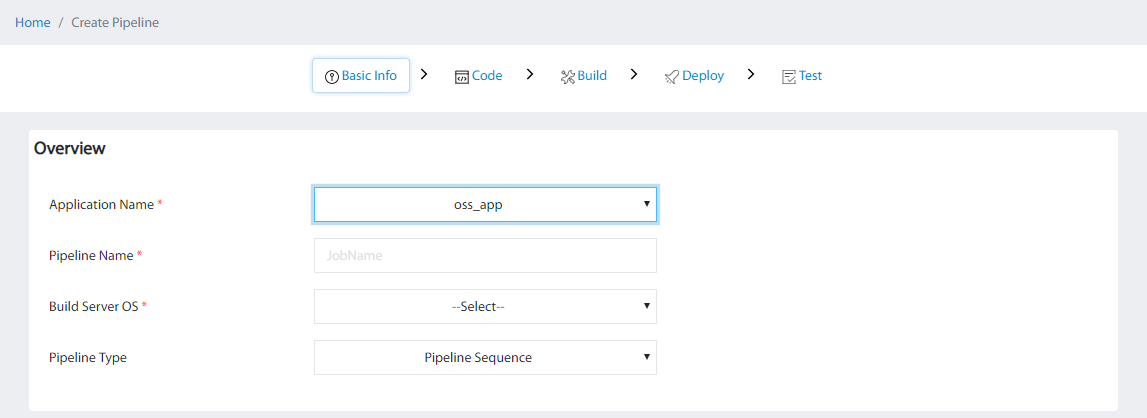 Home / Create Pipeline
Basic Info > Code > Build > Deploy > Test
Overview
Application Name * oss_app
Pipeline Name * JobName
Build Server OS * --Select--
Pipeline Type Pipeline Sequence